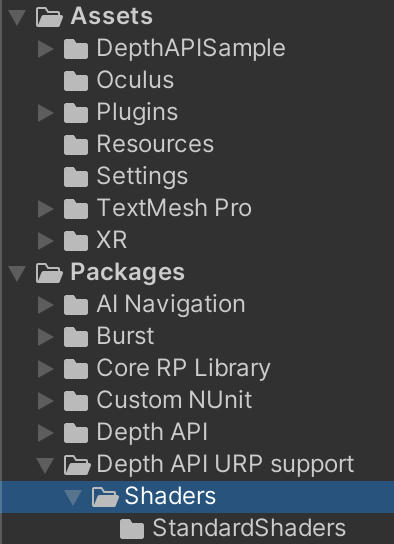 Assets
DepthAPISample
Oculus
Plugins
Resources
Settings
TextMesh Pro
XR
Packages
AI Navigation
Burst
Core RP Library
Custom NUnit
Depth API
Depth API URP support
Shaders
StandardShaders